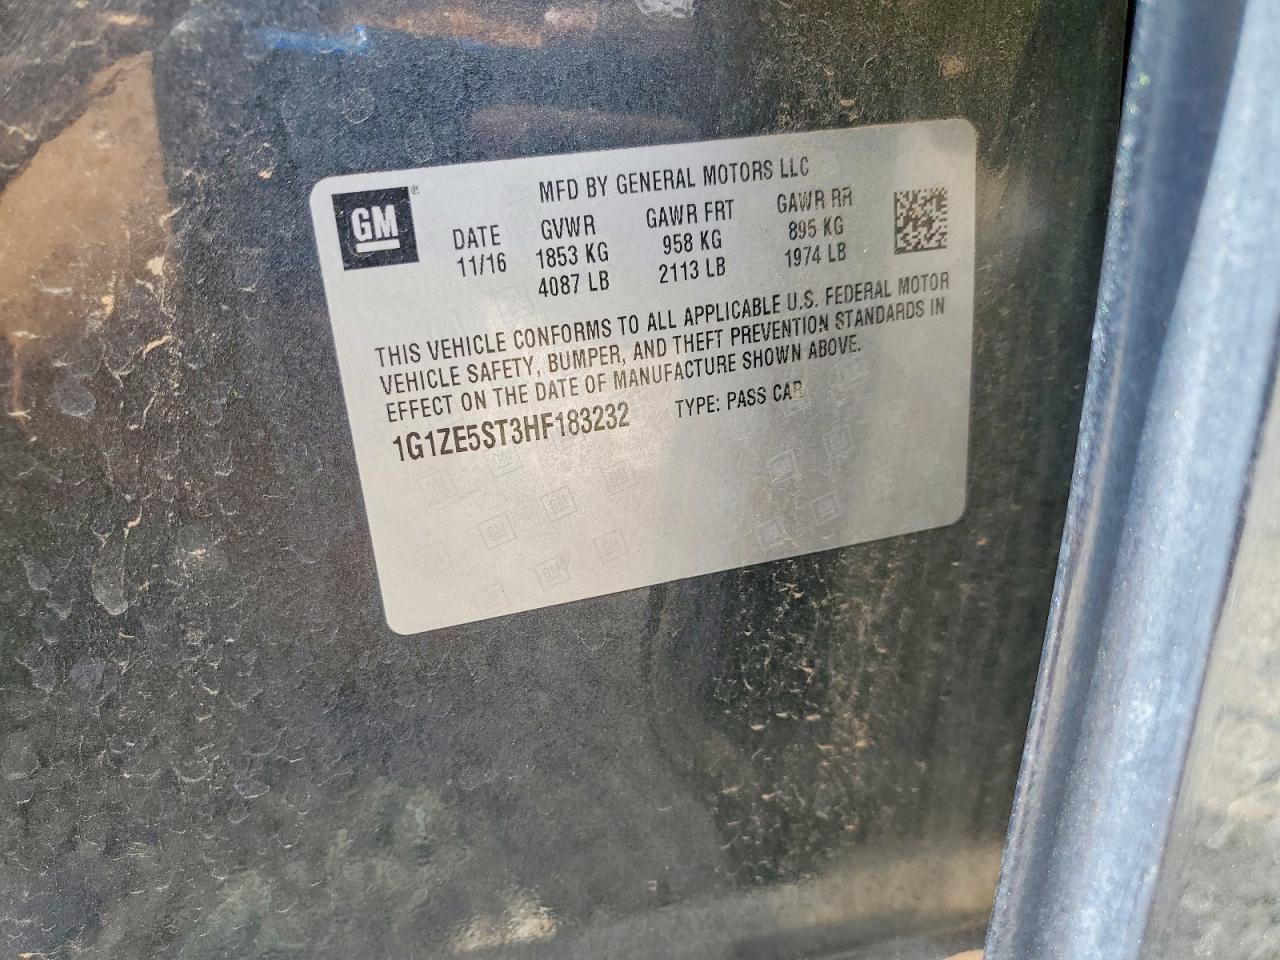 GM
MFD BY GENERAL MOTORS LLC
DATE GVWR GAWR FRT GAWR RR
11/16 1853 KG 958 KG 895 KG
4087 LB 2113 LB 1974 LB
THIS VEHICLE CONFORMS TO ALL APPLICABLE U.S. FEDERAL MOTOR
VEHICLE SAFETY, BUMPER, AND THEFT PREVENTION STANDARDS IN
EFFECT ON THE DATE OF MANUFACTURE SHOWN ABOVE.
1G1ZE5ST3HF183232 TYPE: PASS CAR